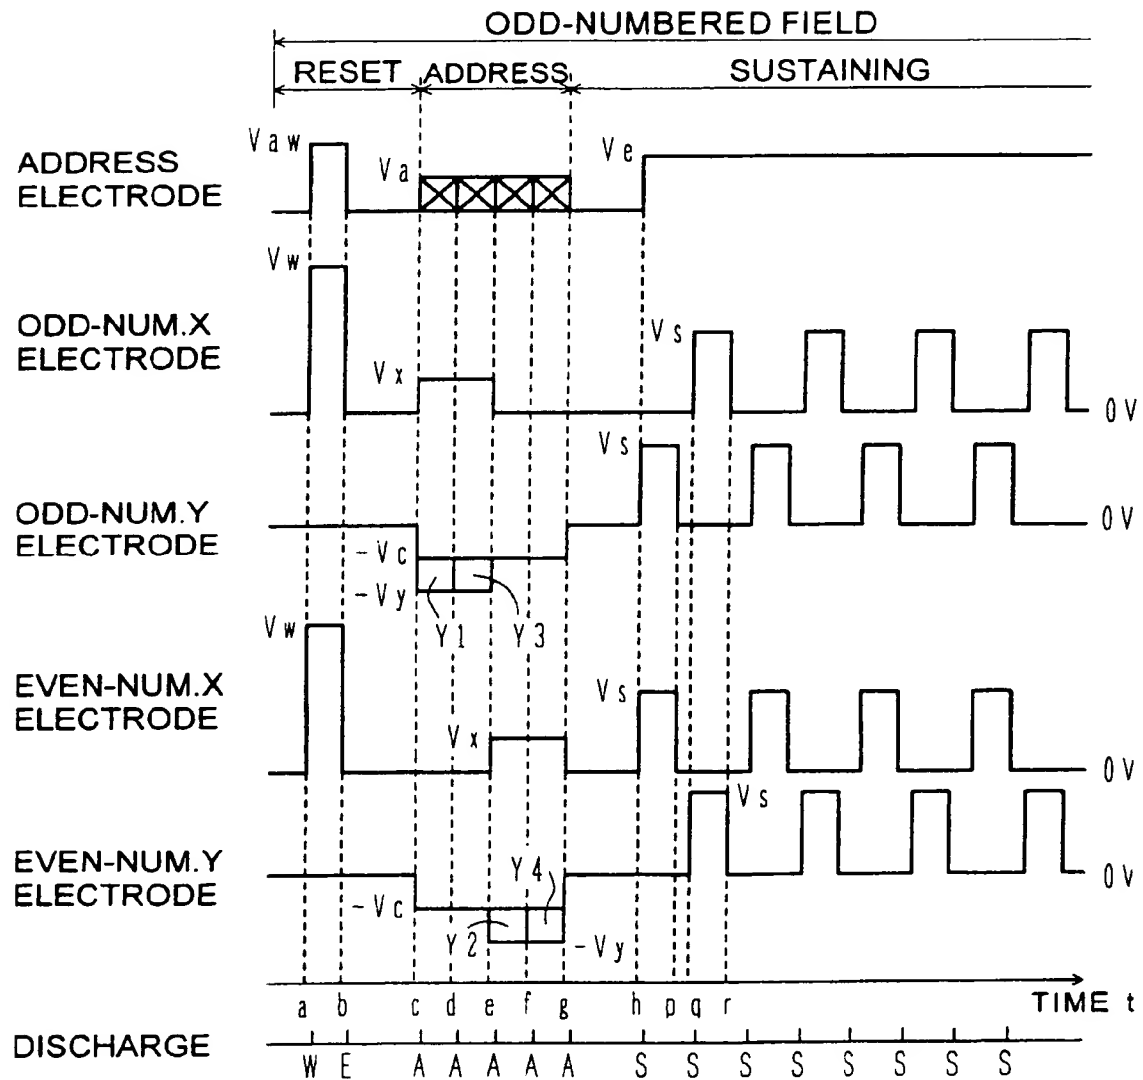 ODD-NUMBERED FIELD
RESET ADDRESS SUSTAINING
ADDRESS
ELECTRODE
Vaw
Va
Ve
ODD-NUM.X
ELECTRODE
Vw
Vx
Vs
0V
ODD-NUM.Y
ELECTRODE
Vs
0V
-Vc
-Vy
Y1 Y3
EVEN-NUM.X
ELECTRODE
Vw
Vx
Vs
0V
EVEN-NUM.Y
ELECTRODE
Vs
0V
-Vc
Y2
Y4
-Vy
a b c d e f g h p q r
TIME t
DISCHARGE
W E A A A A A S S S S S S S S